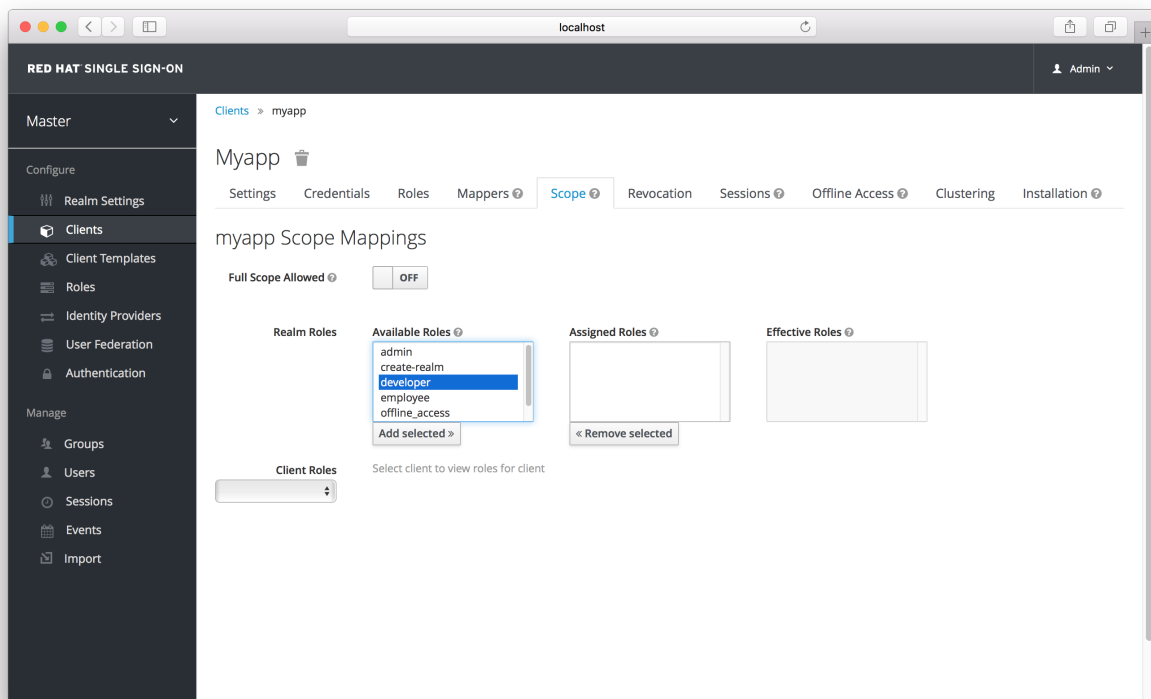 localhost
RED HAT SINGLE SIGN-ON
Admin
Master
Configure
Realm Settings
Clients
Client Templates
Roles
Identity Providers
User Federation
Authentication
Manage
Groups
Users
Sessions
Events
Import
Clients » myapp
Myapp
Settings Credentials Roles Mappers Scope Revocation Sessions Offline Access Clustering Installation
myapp Scope Mappings
Full Scope Allowed OFF
Realm Roles Available Roles Assigned Roles Effective Roles
admin
create-realm
developer
employee
offline_access
Add selected » « Remove selected
Client Roles Select client to view roles for client